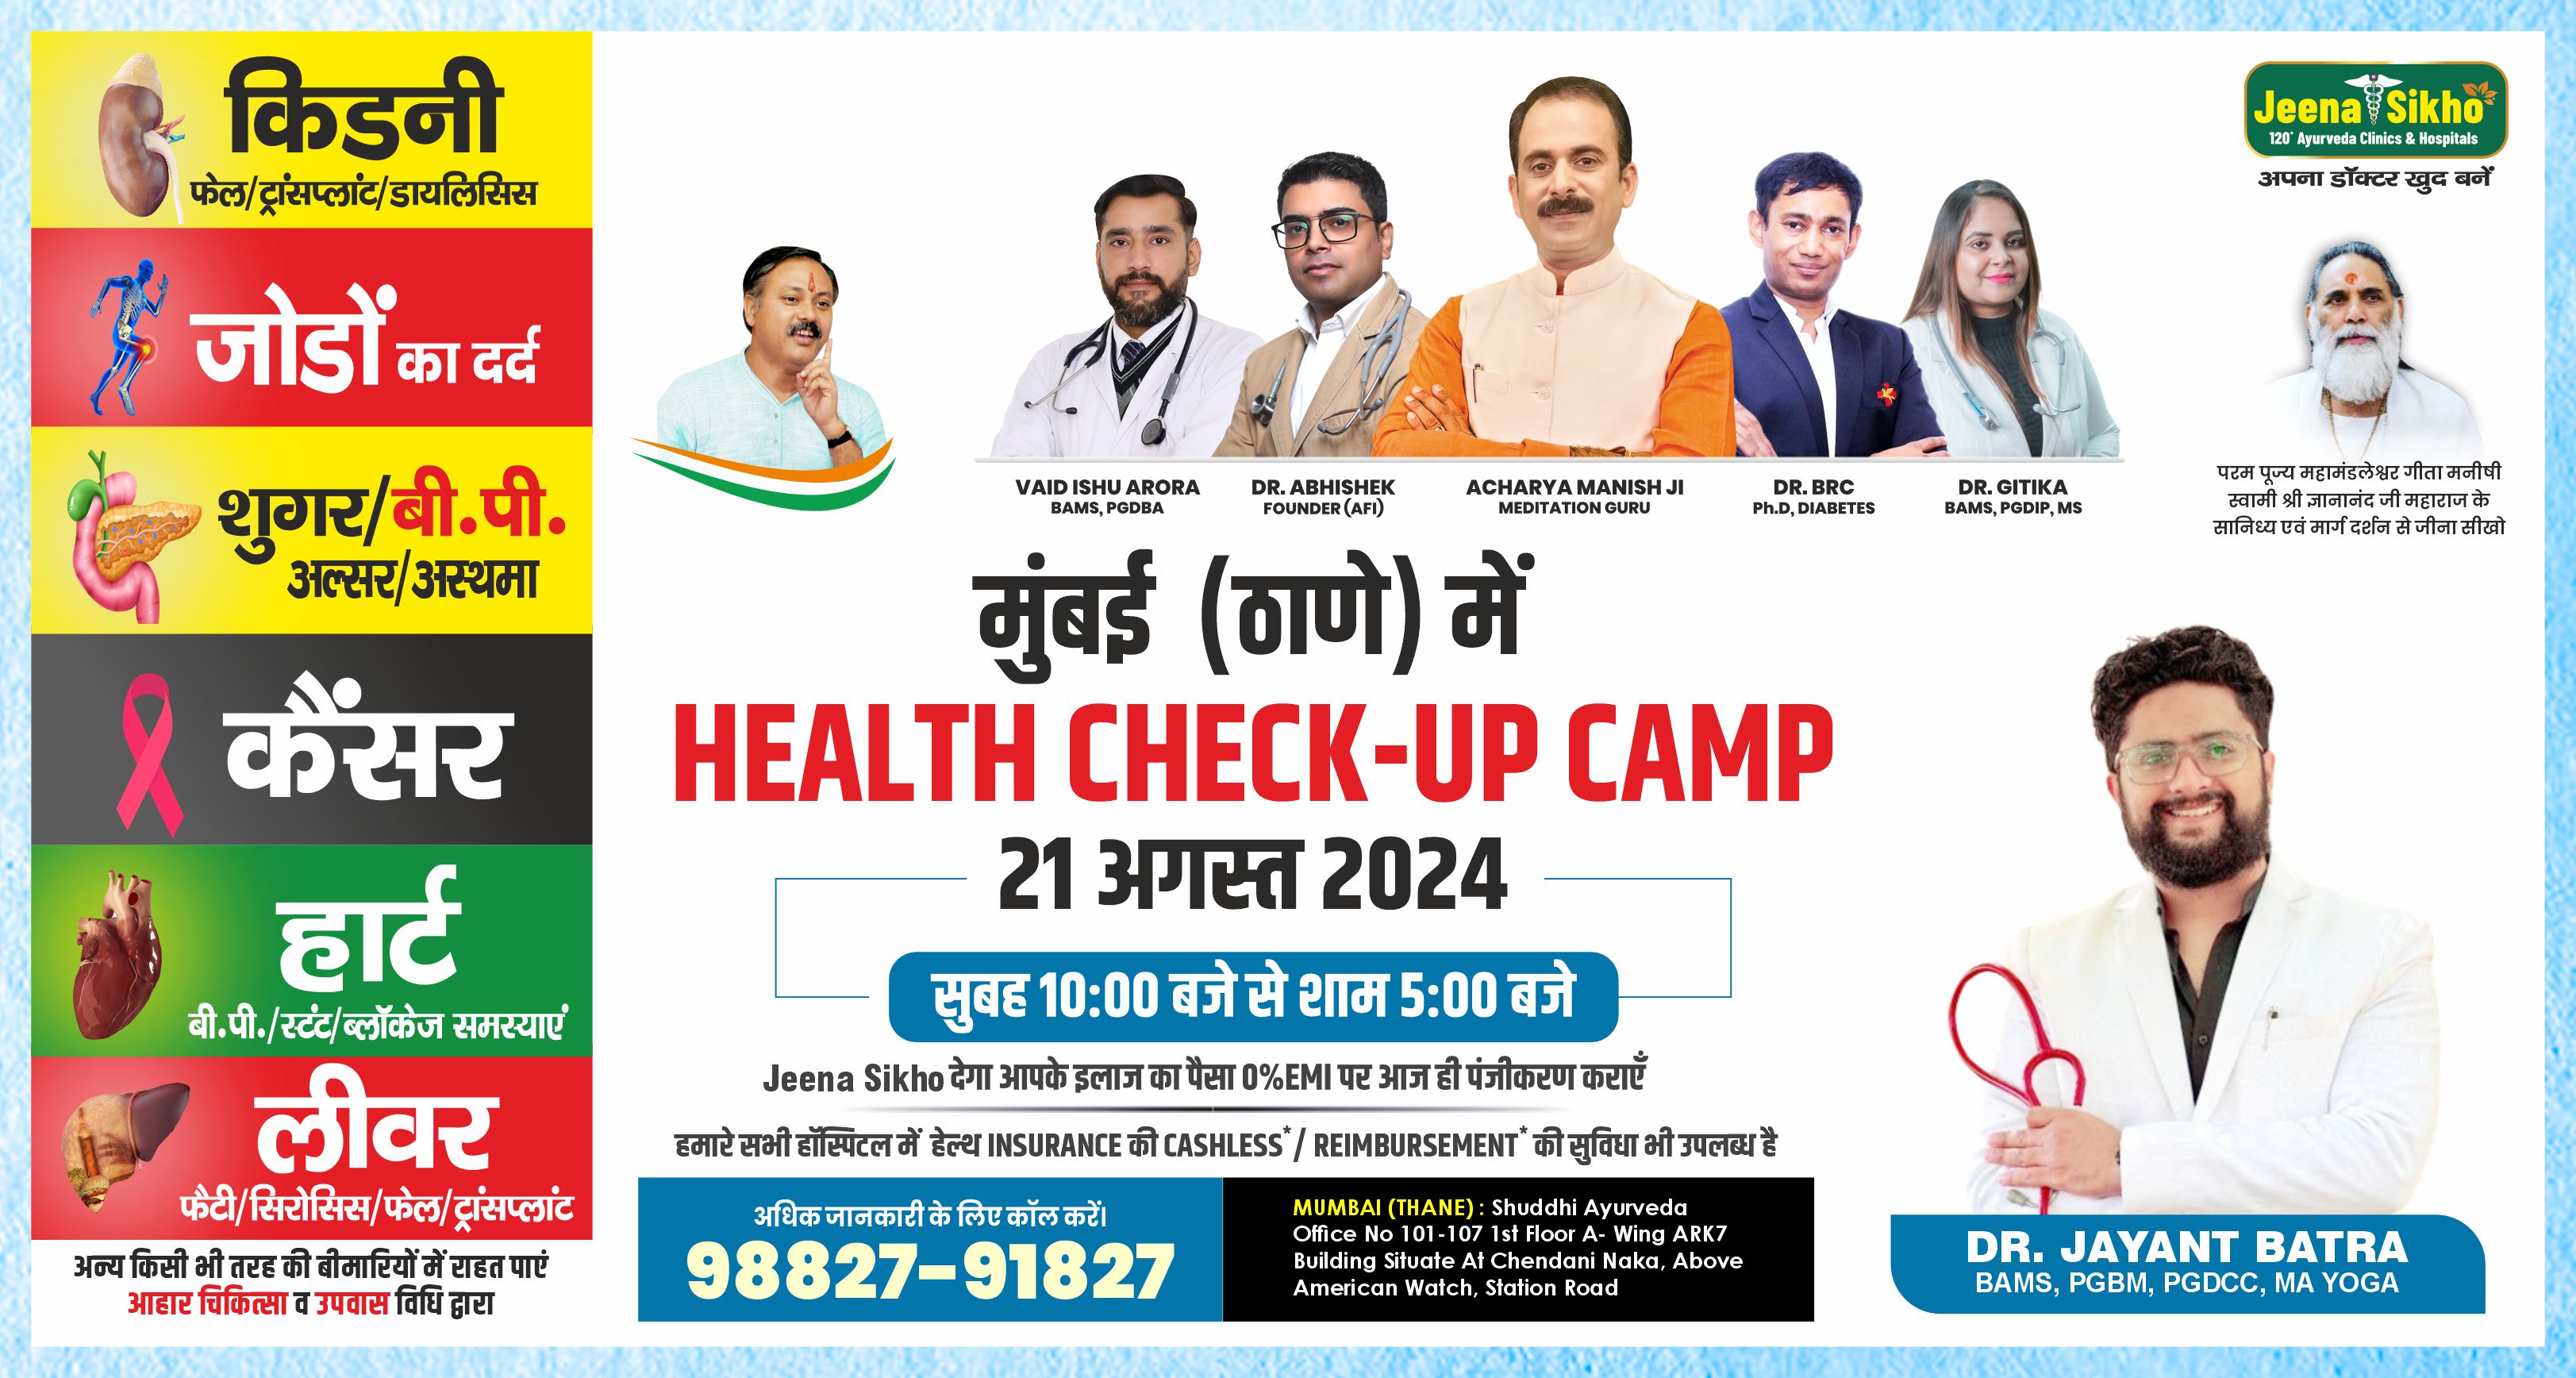 किडनी
फेल/ट्रांसप्लांट/डायलिसिस
जोडों का दर्द
शुगर/बी.पी.
अल्सर/अस्थमा
कैंसर
हार्ट
बी.पी./स्टंट/ब्लॉकेज समस्याएं
लीवर
फैटी/सिरोसिस/फेल/ट्रांसप्लांट
अन्य किसी भी तरह की बीमारियों में राहत पाएं
आहार चिकित्सा व उपवास विधि द्वारा
VAID ISHU ARORA
BAMS, PGDBA
DR. ABHISHEK
FOUNDER (AFI)
ACHARYA MANISH JI
MEDITATION GURU
DR. BRC
Ph.D, DIABETES
DR. GITIKA
BAMS, PGDIP, MS
Jeena Sikho
120+ Ayurveda Clinics & Hospitals
अपना डॉक्टर खुद बनें
परम पूज्य महामंडलेश्वर गीता मनीषी
स्वामी श्री ज्ञानानंद जी महाराज के
सानिध्य एवं मार्ग दर्शन से जीना सीखो
मुंबई (ठाणे) में
HEALTH CHECK-UP CAMP
21 अगस्त 2024
सुबह 10:00 बजे से शाम 5:00 बजे
Jeena Sikho देगा आपके इलाज का पैसा 0%EMI पर आज ही पंजीकरण कराएँ
हमारे सभी हॉस्पिटल में हेल्थ INSURANCE की CASHLESS* / REIMBURSEMENT* की सुविधा भी उपलब्ध है
अधिक जानकारी के लिए कॉल करें।
98827-91827
MUMBAI (THANE) : Shuddhi Ayurveda
Office No 101-107 1st Floor A- Wing ARK7
Building Situate At Chendani Naka, Above
American Watch, Station Road
DR. JAYANT BATRA
BAMS, PGBM, PGDCC, MA YOGA